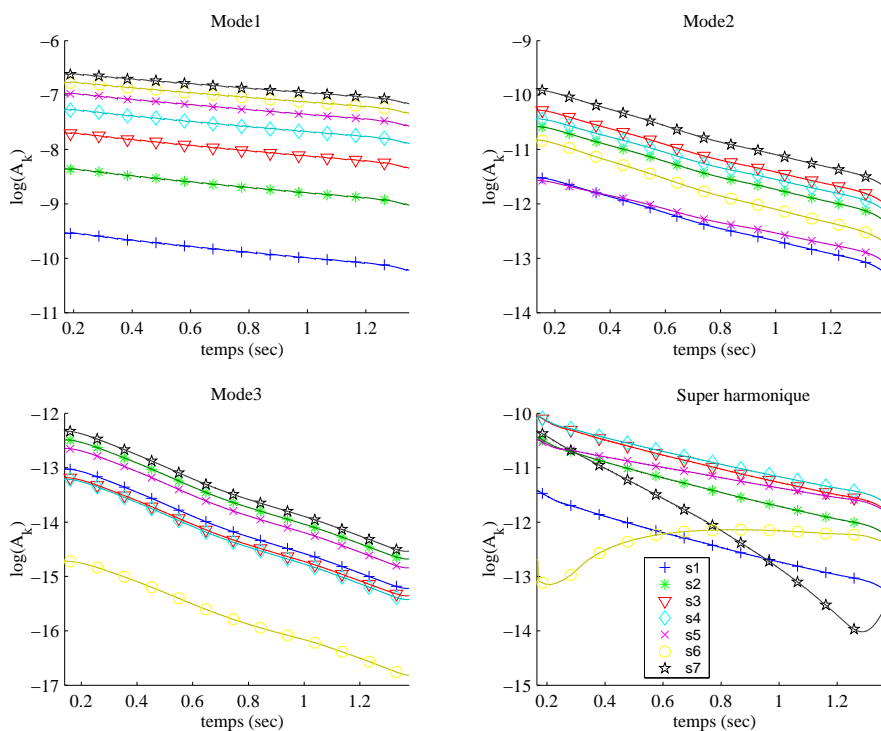 Mode1
−6
−7
−8
−9
−10
−11
log(A_k)
0.2 0.4 0.6 0.8 1 1.2
temps (sec)
Mode2
−9
−10
−11
−12
−13
−14
log(A_k)
0.2 0.4 0.6 0.8 1 1.2
temps (sec)
Mode3
−12
−13
−14
−15
−16
−17
log(A_k)
0.2 0.4 0.6 0.8 1 1.2
temps (sec)
Super harmonique
−10
−11
−12
−13
−14
−15
log(A_k)
0.2 0.4 0.6 0.8 1 1.2
temps (sec)
s1
s2
s3
s4
s5
s6
s7